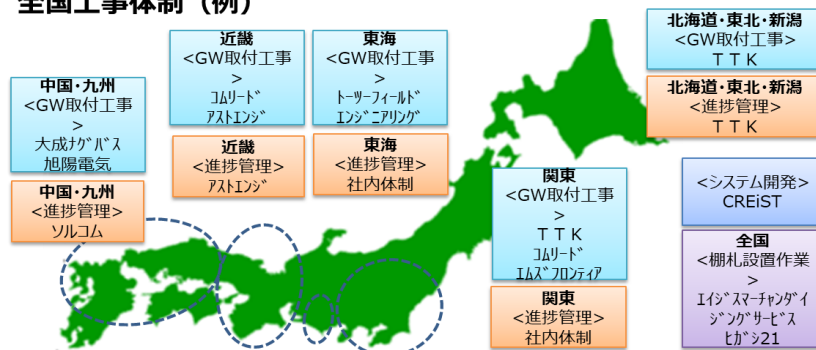 全国工事体制（例）
近畿
<GW取付工事
>
ｺﾑﾘｰﾄﾞ
ｱｽﾄｴﾝｼﾞ
東海
<GW取付工事
>
ﾄｰﾂｰﾌｨｰﾙﾄﾞ
ｴﾝｼﾞﾆｱﾘﾝｸﾞ
北海道・東北・新潟
<GW取付工事>
ＴＴＫ
中国・九州
<GW取付工事
>
大成ﾅｸﾞﾊﾞｽ
旭陽電気
北海道・東北・新潟
<進捗管理>
ＴＴＫ
近畿
<進捗管理>
ｱｽﾄｴﾝｼﾞ
東海
<進捗管理>
社内体制
中国・九州
<進捗管理>
ソルコム
関東
<GW取付工事
>
ＴＴＫ
ｺﾑﾘｰﾄﾞ
ｴﾑｽﾞﾌﾛﾝﾃｨｱ
<システム開発>
CREiST
関東
<進捗管理>
社内体制
全国
<棚札設置作業
>
ｴｲｼﾞｽﾏｰﾁｬﾝﾀﾞｲ
ｼﾞﾝｸﾞｻｰﾋﾞｽ
ﾋｶﾞｼ21